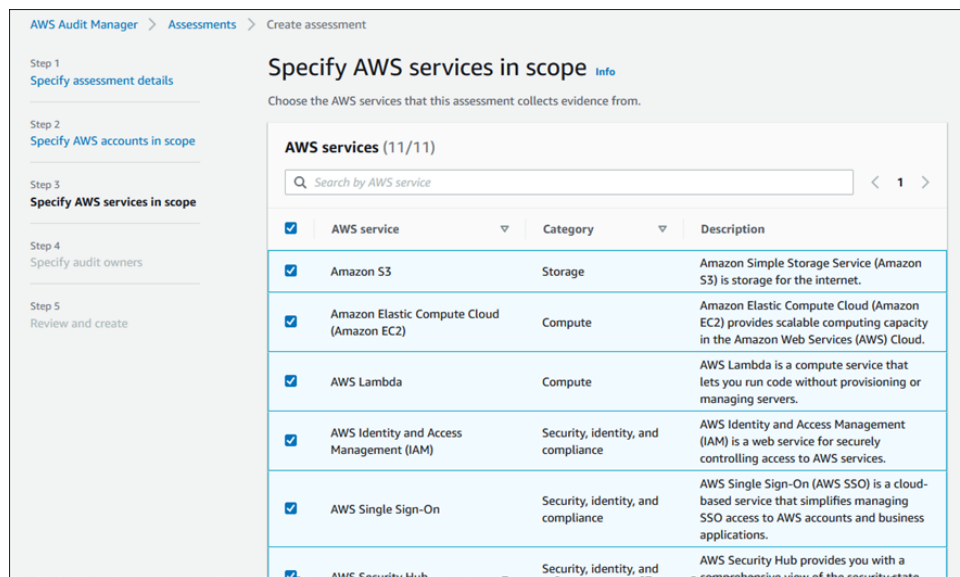 AWS Audit Manager > Assessments > Create assessment
Step 1
Specify assessment details
Step 2
Specify AWS accounts in scope
Step 3
Specify AWS services in scope
Step 4
Specify audit owners
Step 5
Review and create
Specify AWS services in scope Info
Choose the AWS services that this assessment collects evidence from.
AWS services (11/11)
Search by AWS service
< 1 >
AWS service Category Description
Amazon S3 Storage Amazon Simple Storage Service (Amazon
S3) is storage for the internet.
Amazon Elastic Compute Cloud
(Amazon EC2)
Compute
Amazon Elastic Compute Cloud (Amazon
EC2) provides scalable computing capacity
in the Amazon Web Services (AWS) Cloud.
AWS Lambda
Compute
AWS Lambda is a compute service that
lets you run code without provisioning or
managing servers.
AWS Identity and Access
Management (IAM)
Security, identity, and
compliance
AWS Identity and Access Management
(IAM) is a web service for securely
controlling access to AWS services.
AWS Single Sign-On
Security, identity, and
compliance
AWS Single Sign-On (AWS SSO) is a cloud-
based service that simplifies managing
SSO access to AWS accounts and business
applications.
AWS Security Hub
Security, identity, and
AWS Security Hub provides you with a
comprehensive view of the security state